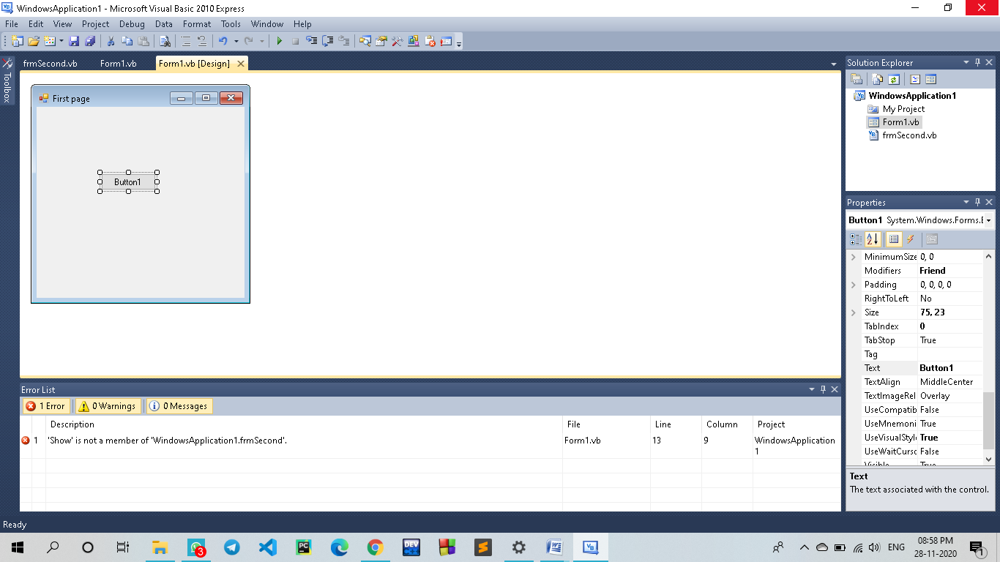 WindowsApplication1 - Microsoft Visual Basic 2010 Express
File Edit View Project Debug Data Format Tools Window Help
Toolbox
frmSecond.vb Form1.vb Form1.vb [Design]
First page
Button1
Solution Explorer
WindowsApplication1
My Project
Form1.vb
frmSecond.vb
Properties
Button1 System.Windows.Forms.
MinimumSize 0, 0
Modifiers Friend
Padding 0, 0, 0, 0
RightToLeft No
Size 75, 23
TabIndex 0
TabStop True
Tag
Text Button1
TextAlign MiddleCenter
TextImageRel Overlay
UseCompatib False
UseMnemoni True
UseVisualStyl True
UseWaitCurso False
Visible True
Text
The text associated with the control.
Error List
1 Error 0 Warnings 0 Messages
Description File Line Column Project
1 'Show' is not a member of 'WindowsApplication1.frmSecond'. Form1.vb 13 9 WindowsApplication
1
Ready
3
PC
DEV
ENG
08:58 PM
28-11-2020
1